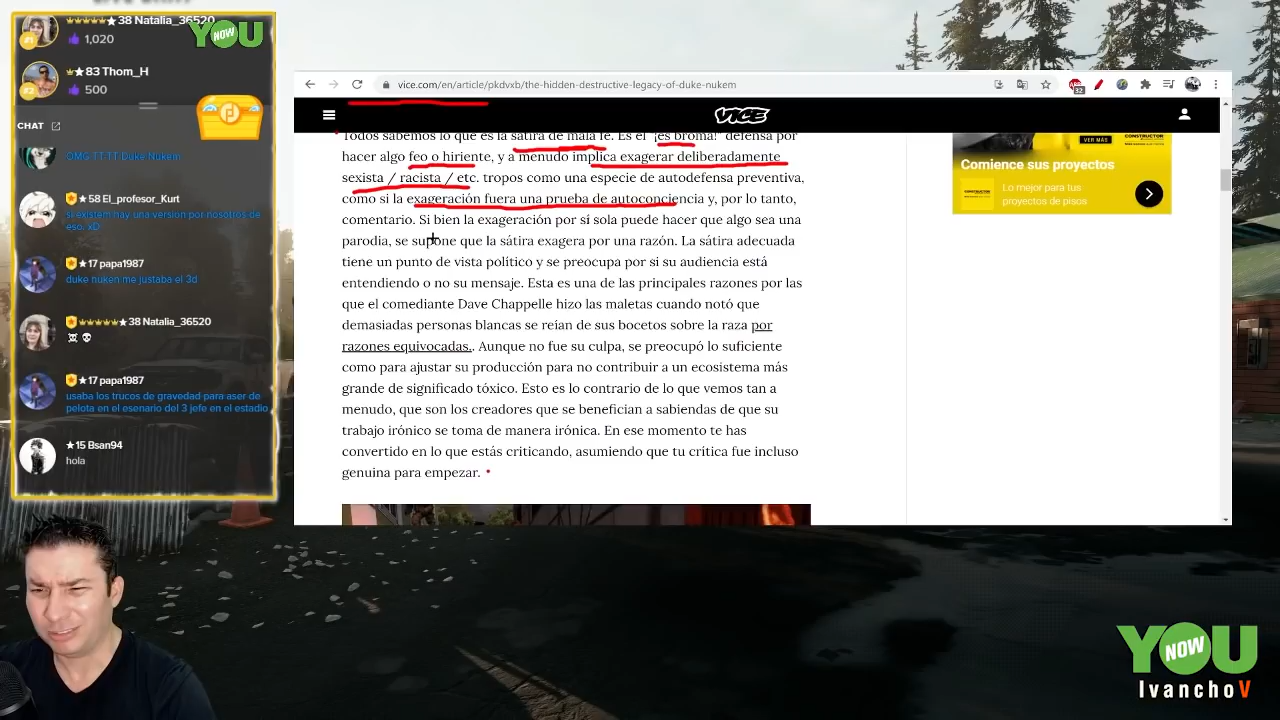 38 Natalia_36520
YOU NOW
#1
1,020
83 Thom_H
#2
500
CHAT
OMG TT TT Duke Nukem
58 El_profesor_Kurt
si existem hay una version por nosotros de
eso. xD
17 papa1987
duke nuken me justaba el 3d
38 Natalia_36520
17 papa1987
usaba los trucos de gravedad para aser de
pelota en el esenario del 3 jefe en el estadio
15 Bsan94
hola
vice.com/en/article/pkdvxb/the-hidden-destructive-legacy-of-duke-nukem
32
VICE
Todos sabemos lo que es la sátira de mala fe. Es el "¡es broma!" defensa por
hacer algo feo o hiriente, y a menudo implica exagerar deliberadamente
sexista / racista / etc. tropos como una especie de autodefensa preventiva,
como si la exageración fuera una prueba de autoconciencia y, por lo tanto,
contrario. Si bien la exageración por sí sola puede hacer que algo sea una
parodia, se supone que la sátira exagera por una razón. La sátira adecuada
tiene un punto de vista político y se preocupa por si su audiencia está
entendiendo o no su mensaje. Esta es una de las principales razones por las
que el comediante Dave Chappelle hizo las maletas cuando notó que
demasiadas personas blancas se reían de sus bocetos sobre la raza por
razones equivocadas.. Aunque no fue su culpa, se preocupó lo suficiente
como para ajustar su producción para no contribuir a un ecosistema más
grande de significado tóxico. Esto es lo contrario de lo que vemos tan a
menudo, que son los creadores que se benefician a sabiendas de que su
trabajo irónico se toma de manera irónica. En ese momento te has
convertido en lo que estás criticando, asumiendo que tu crítica fue incluso
genuina para empezar.
VER MÁS
CONSTRUCTOR
Comience sus proyectos
Lo mejor para tus
proyectos de pisos
YOU NOW
IvanchoV